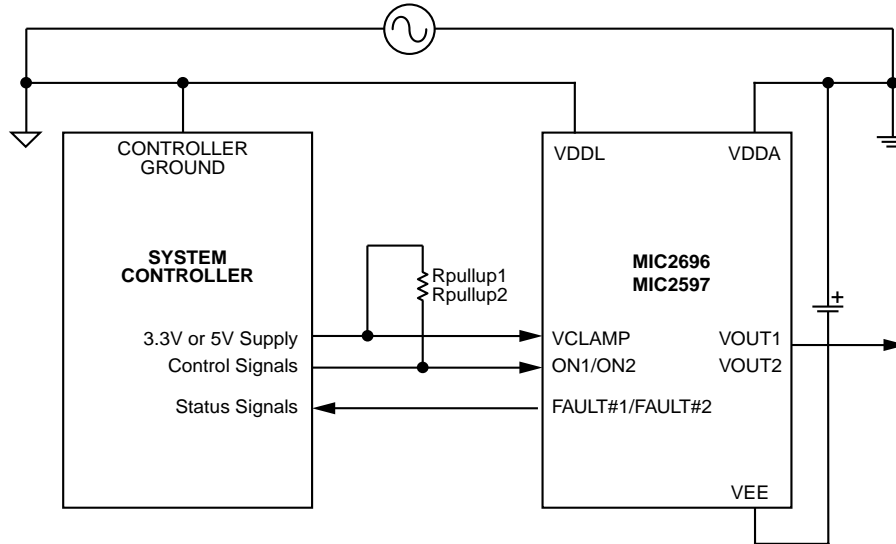 CONTROLLER
GROUND
VDDL
VDDA
SYSTEM
CONTROLLER
Rpullup1
Rpullup2
MIC2696
MIC2597
+
3.3V or 5V Supply
VCLAMP
VOUT1
Control Signals
ON1/ON2
VOUT2
Status Signals
FAULT#1/FAULT#2
VEE